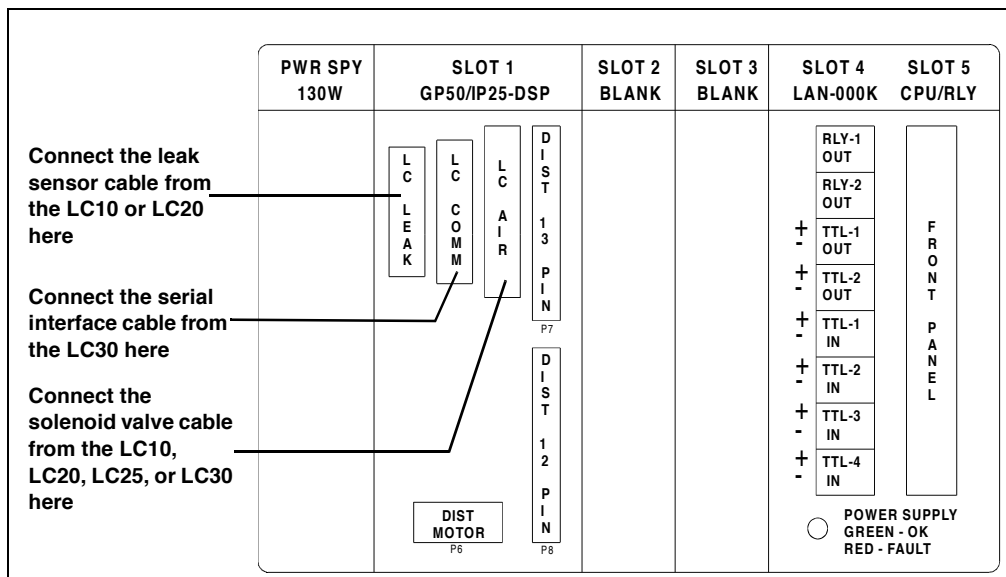 PWR SPY
130W
SLOT 1
GP50/IP25-DSP
SLOT 2
BLANK
SLOT 3
BLANK
SLOT 4
LAN-000K
SLOT 5
CPU/RLY
Connect the leak
sensor cable from
the LC10 or LC20
here
Connect the serial
interface cable from
the LC30 here
Connect the
solenoid valve cable
from the LC10,
LC20, LC25, or LC30
here
LC LEAK
LC COMM
LC AIR
DIST 13 PIN
P7
DIST 12 PIN
P8
DIST
MOTOR
P6
RLY-1
OUT
RLY-2
OUT
+
-
TTL-1
OUT
+
-
TTL-2
OUT
+
-
TTL-1
IN
+
-
TTL-2
IN
+
-
TTL-3
IN
+
-
TTL-4
IN
FRONT PANEL
POWER SUPPLY
GREEN - OK
RED - FAULT